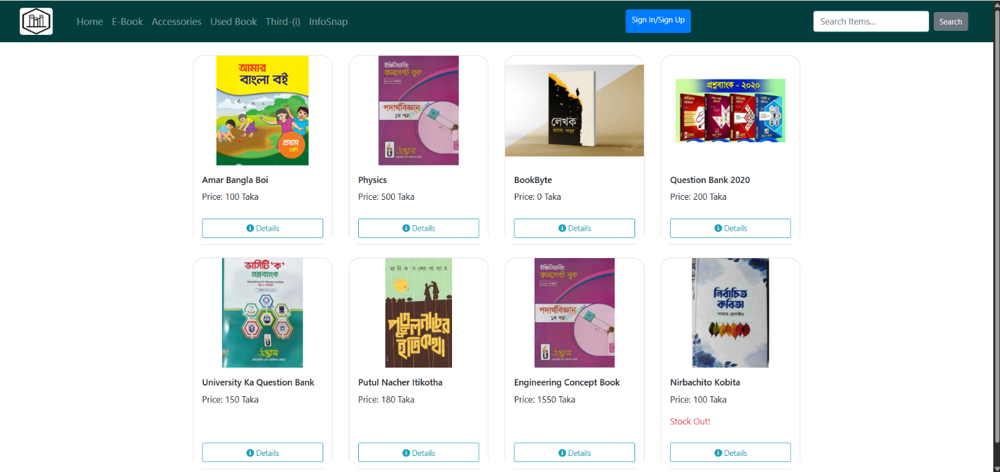 Home E-Book Accessories Used Book Third-(i) InfoSnap Sign In/Sign Up Search Items... Search
আমার
বাংলা বই
প্রথম
শ্রেণি
ইঞ্জিনিয়ারিং
কনসেপ্ট বুক
পদার্থবিজ্ঞান
১ম পত্র
উদ্ভাস
লেখক
প্রশ্নব্যাংক - ২০২০
Amar Bangla Boi Physics BookByte Question Bank 2020
Price: 100 Taka Price: 500 Taka Price: 0 Taka Price: 200 Taka
Details Details Details Details
ভার্সিটি 'ক'
প্রশ্নব্যাংক
উদ্ভাস
মানিক বন্দ্যোপাধ্যায়
পুতুলনাচের
ইতিকথা
ইঞ্জিনিয়ারিং
কনসেপ্ট বুক
পদার্থবিজ্ঞান
১ম পত্র
উদ্ভাস
নির্বাচিত
কবিতা
সাদাত হোসাইন
University Ka Question Bank Putul Nacher Itikotha Engineering Concept Book Nirbachito Kobita
Price: 150 Taka Price: 180 Taka Price: 1550 Taka Price: 100 Taka
Stock Out!
Details Details Details Details